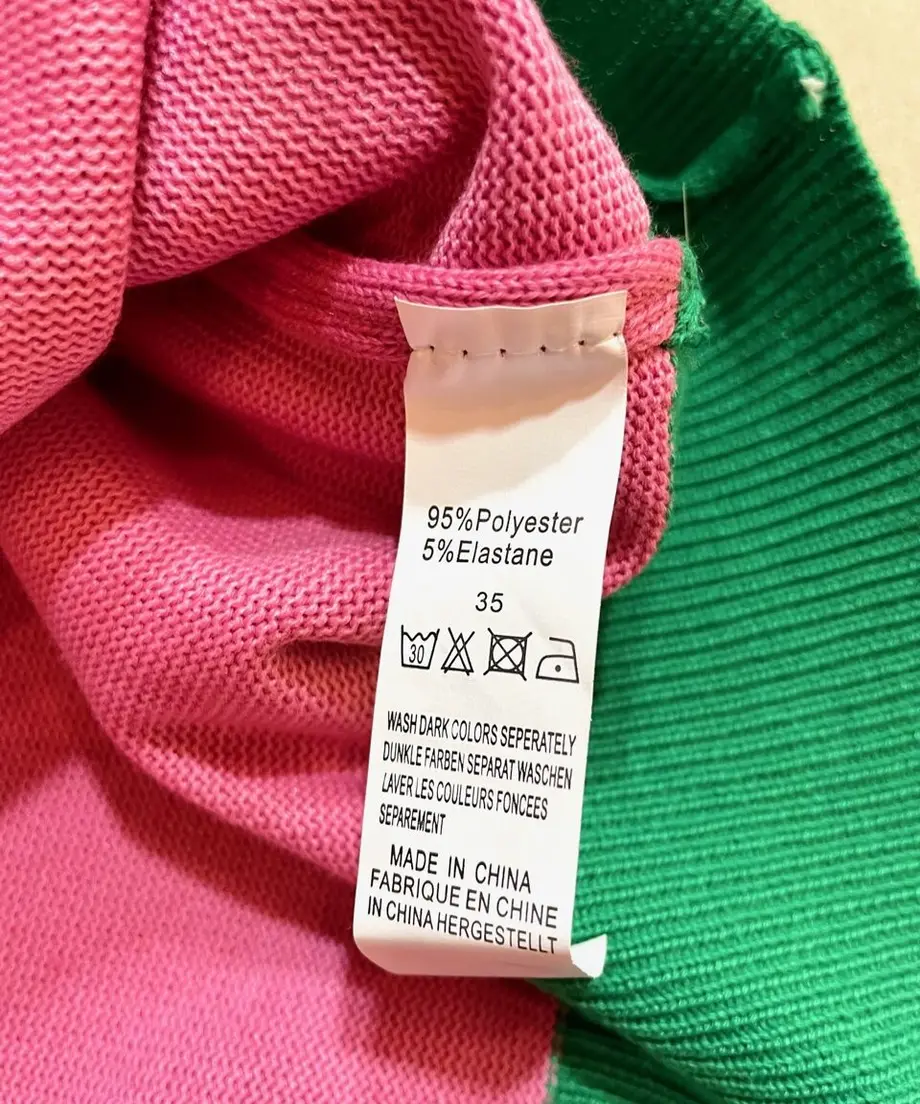 95%Polyester
5%Elastane
35
30
WASH DARK COLORS SEPERATELY
DUNKLE FARBEN SEPARAT WASCHEN
LAVER LES COULEURS FONCEES
SEPAREMENT
MADE IN CHINA
FABRIQUE EN CHINE
IN CHINA HERGESTELLT